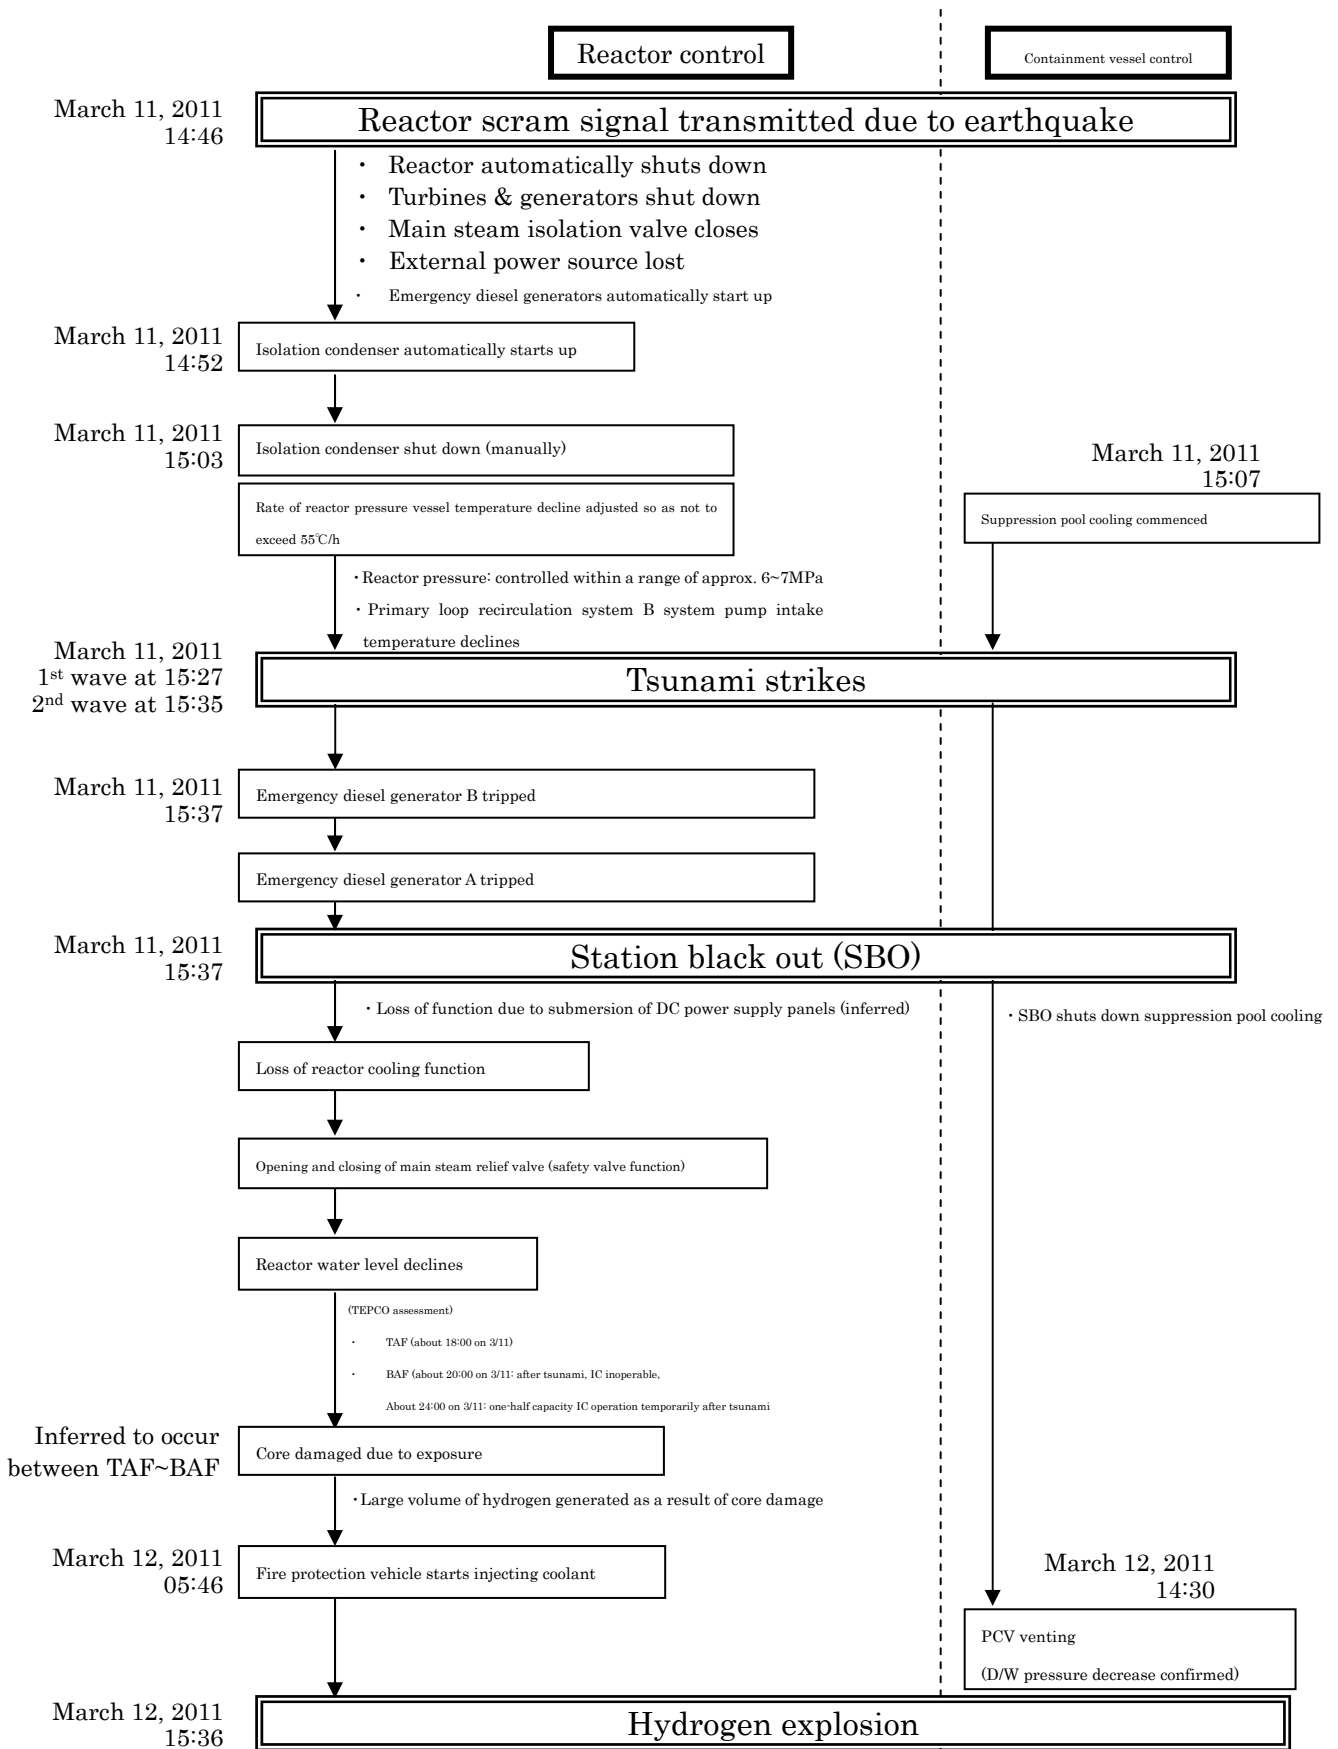 Reactor control
Containment vessel control
March 11, 2011
14:46
Reactor scram signal transmitted due to earthquake
・ Reactor automatically shuts down
・ Turbines & generators shut down
・ Main steam isolation valve closes
・ External power source lost
・ Emergency diesel generators automatically start up
March 11, 2011
14:52
Isolation condenser automatically starts up
March 11, 2011
15:03
Isolation condenser shut down (manually)
March 11, 2011
15:07
Rate of reactor pressure vessel temperature decline adjusted so as not to
exceed 55℃/h
Suppression pool cooling commenced
・Reactor pressure: controlled within a range of approx. 6~7MPa
・Primary loop recirculation system B system pump intake
temperature declines
March 11, 2011
1st wave at 15:27
2nd wave at 15:35
Tsunami strikes
March 11, 2011
15:37
Emergency diesel generator B tripped
Emergency diesel generator A tripped
March 11, 2011
15:37
Station black out (SBO)
・Loss of function due to submersion of DC power supply panels (inferred)
・SBO shuts down suppression pool cooling
Loss of reactor cooling function
Opening and closing of main steam relief valve (safety valve function)
Reactor water level declines
(TEPCO assessment)
・ TAF (about 18:00 on 3/11)
・ BAF (about 20:00 on 3/11: after tsunami, IC inoperable,
About 24:00 on 3/11: one-half capacity IC operation temporarily after tsunami
Inferred to occur
between TAF~BAF
Core damaged due to exposure
・Large volume of hydrogen generated as a result of core damage
March 12, 2011
05:46
Fire protection vehicle starts injecting coolant
March 12, 2011
14:30
PCV venting
(D/W pressure decrease confirmed)
March 12, 2011
15:36
Hydrogen explosion